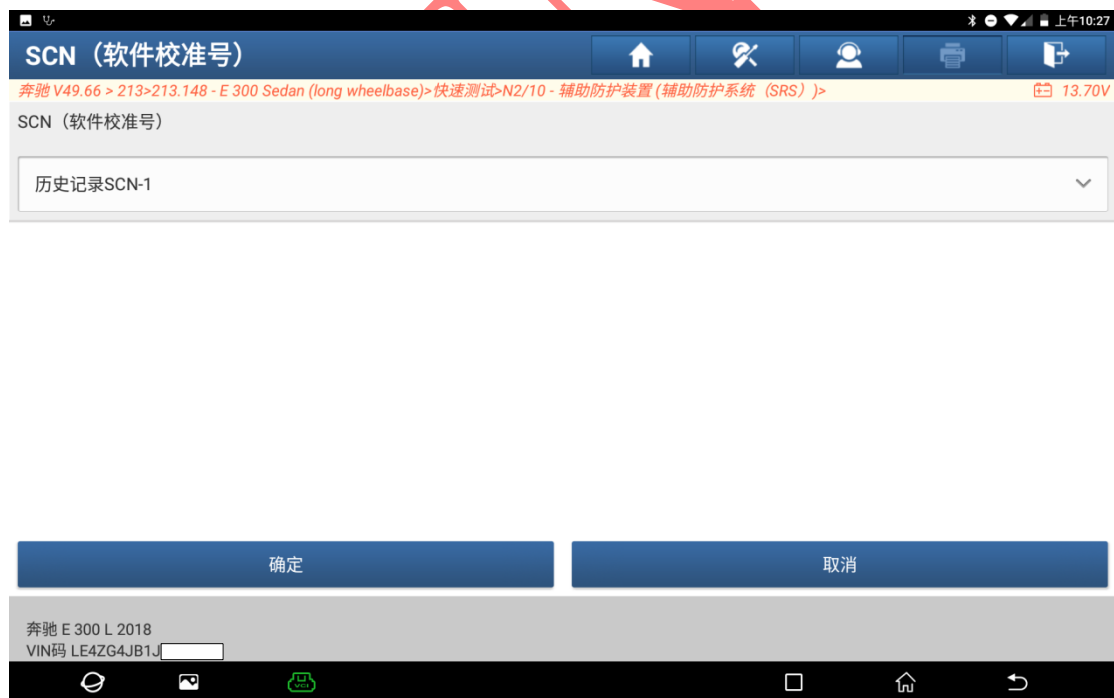 上午10:27
SCN（软件校准号）
奔驰 V49.66 > 213>213.148 - E 300 Sedan (long wheelbase)>快速测试>N2/10 - 辅助防护装置 (辅助防护系统（SRS）)>
13.70V
SCN（软件校准号）
历史记录SCN-1
确定
取消
奔驰 E 300 L 2018
VIN码 LE4ZG4JB1J
VCI